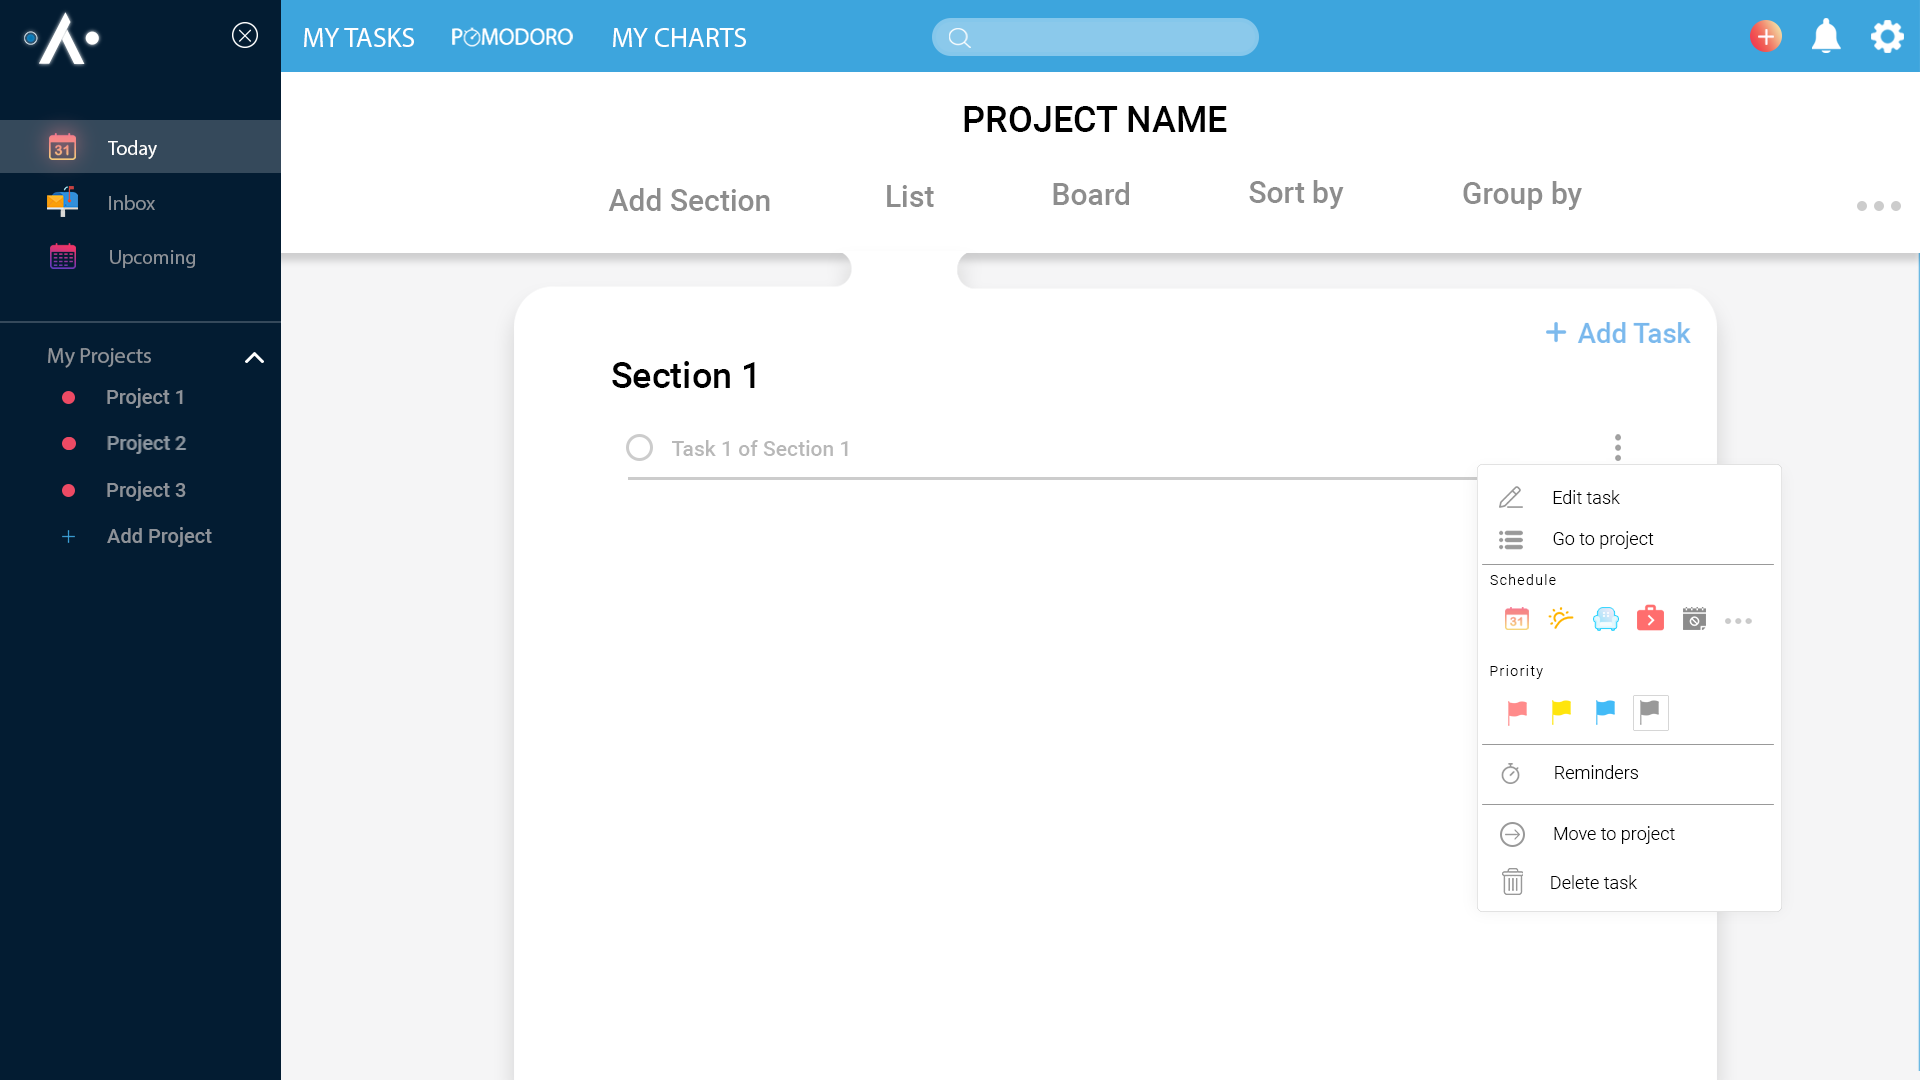 MY TASKS
POMODORO
MY CHARTS
31
Today
Inbox
Upcoming
My Projects
Project 1
Project 2
Project 3
+ Add Project
PROJECT NAME
Add Section
List
Board
Sort by
Group by
+ Add Task
Section 1
Task 1 of Section 1
Edit task
Go to project
Schedule
31
Priority
Reminders
Move to project
Delete task